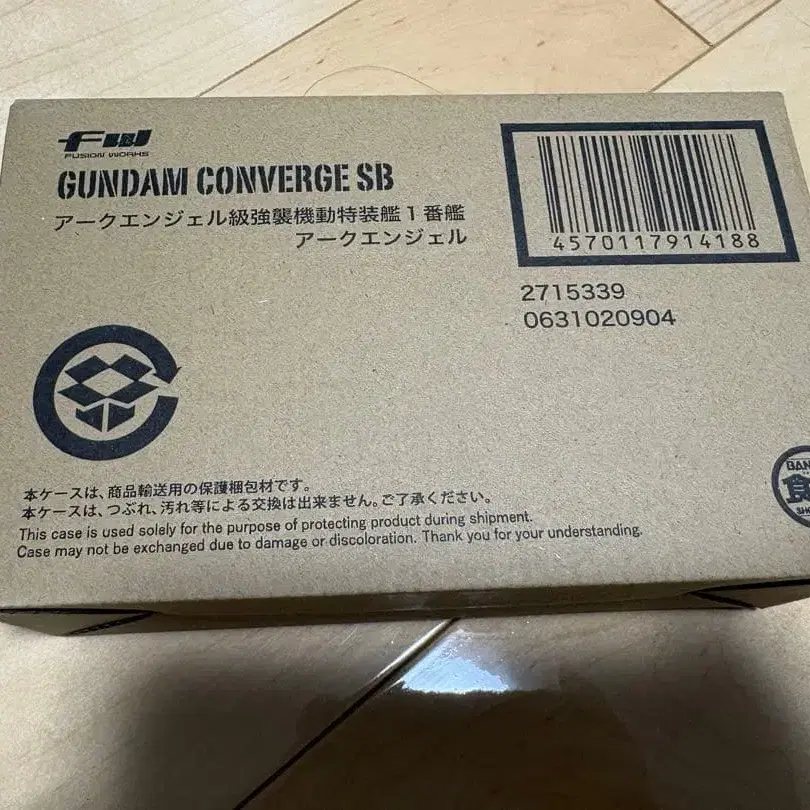 FW
FUSION WORKS
GUNDAM CONVERGE SB
アークエンジェル級強襲機動特装艦1番艦
アークエンジェル
4570117914188
2715339
0631020904
本ケースは、商品輸送用の保護梱包材です。
本ケースは、つぶれ、汚れ等による交換は出来ません。ご了承ください。
This case is used solely for the purpose of protecting product during shipment.
Case may not be exchanged due to damage or discoloration. Thank you for your understanding.
食